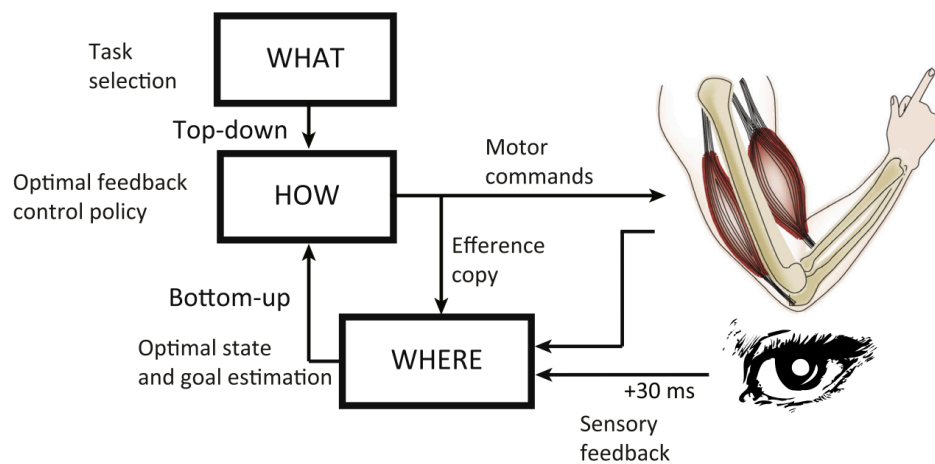 Task
selection
WHAT
Top-down
Optimal feedback
control policy
HOW
Motor
commands
Efference
copy
Bottom-up
Optimal state
and goal estimation
WHERE
+30 ms
Sensory
feedback